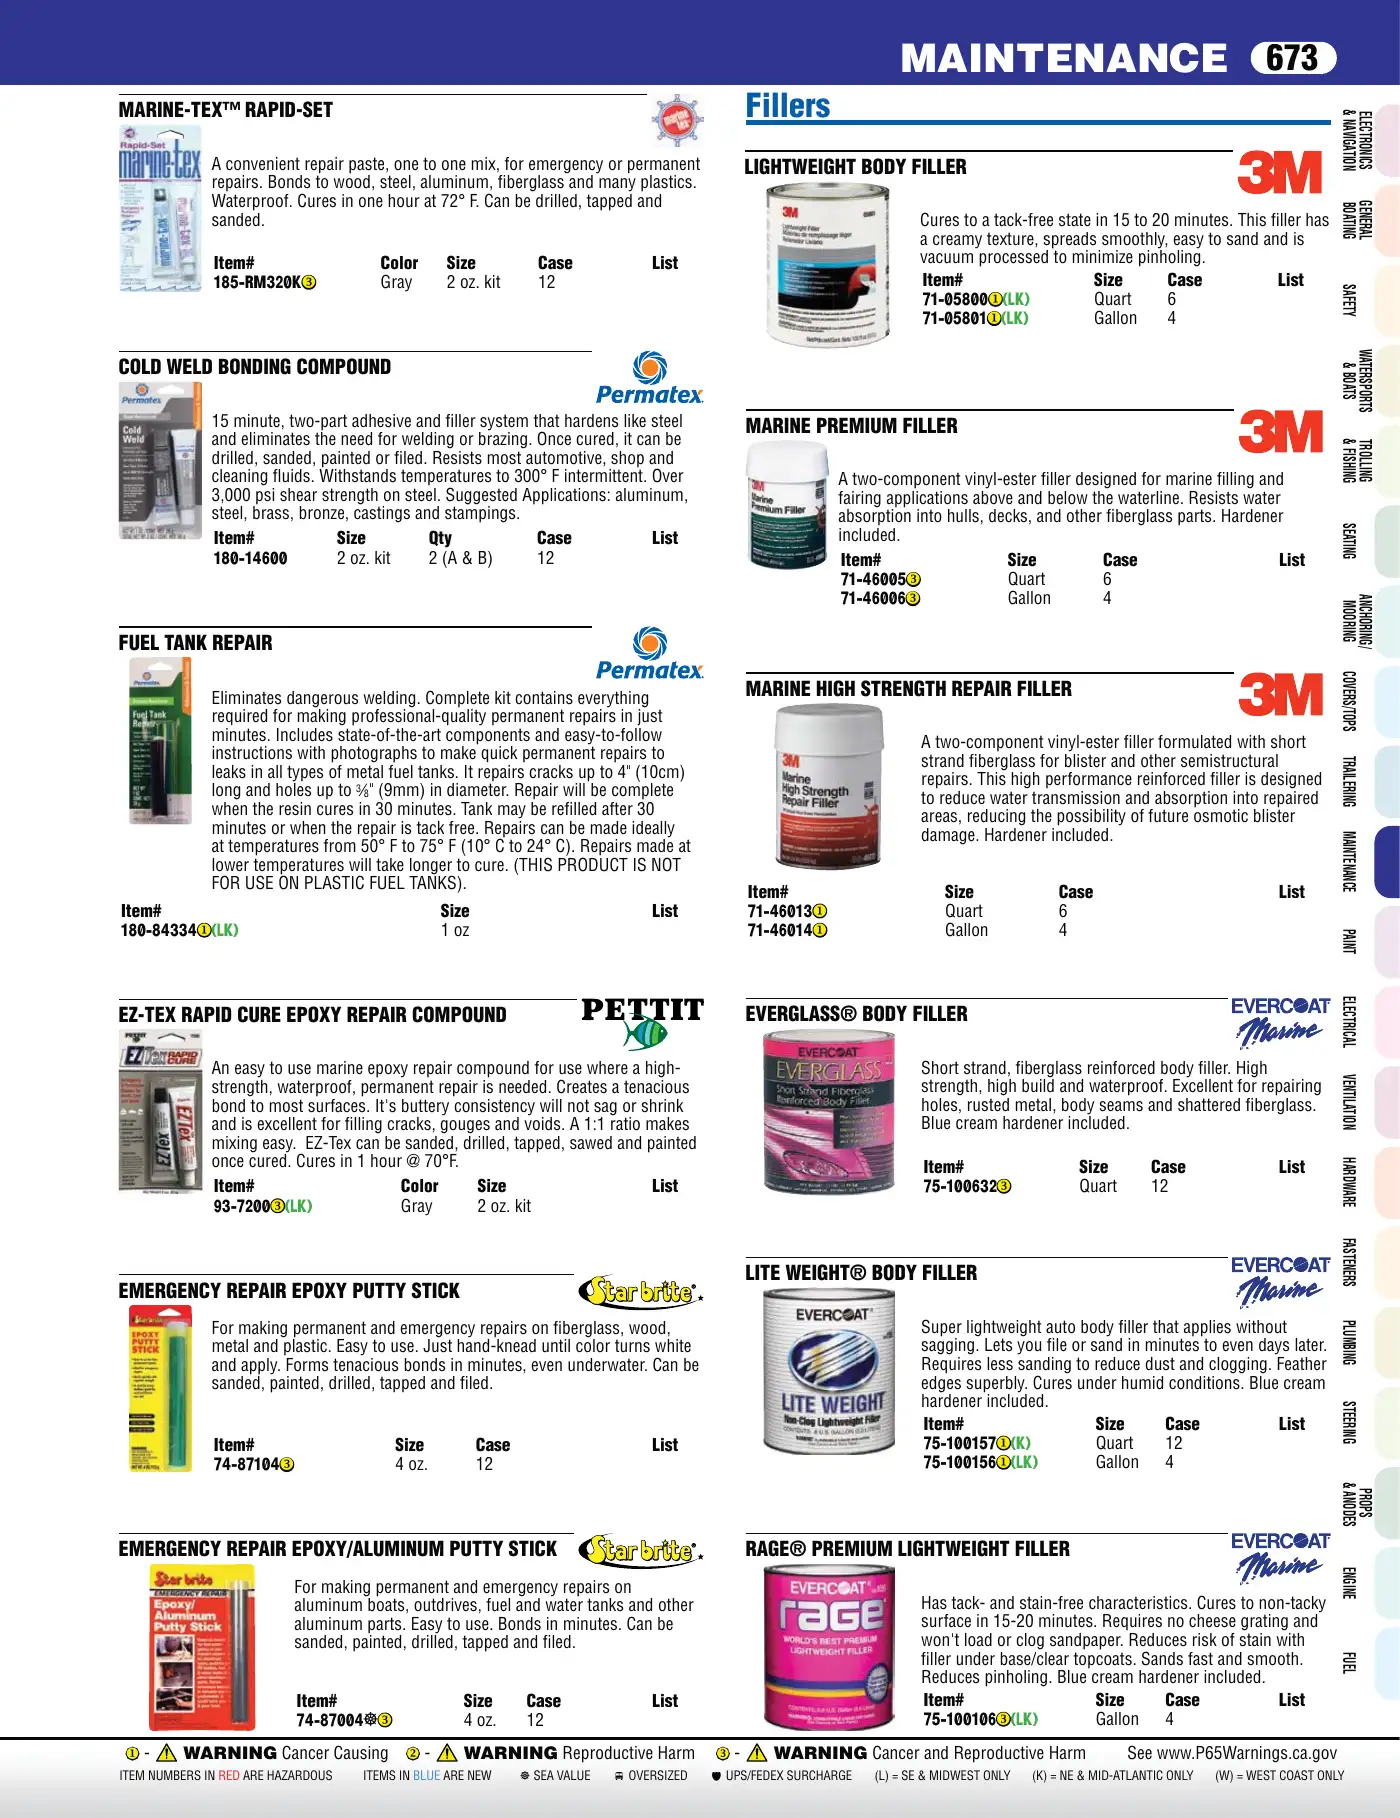 MAINTENANCE 673
MARINE-TEX™ RAPID-SET
A convenient repair paste, one to one mix, for emergency or permanent
repairs. Bonds to wood, steel, aluminum, fiberglass and many plastics.
Waterproof. Cures in one hour at 72° F. Can be drilled, tapped and
sanded.
Item# Color Size Case List
185-RM320K③ Gray 2 oz. kit 12
COLD WELD BONDING COMPOUND
Permatex
15 minute, two-part adhesive and filler system that hardens like steel
and eliminates the need for welding or brazing. Once cured, it can be
drilled, sanded, painted or filed. Resists most automotive, shop and
cleaning fluids. Withstands temperatures to 300° F intermittent. Over
3,000 psi shear strength on steel. Suggested Applications: aluminum,
steel, brass, bronze, castings and stampings.
Item# Size Qty Case List
180-14600 2 oz. kit 2 (A & B) 12
FUEL TANK REPAIR
Permatex
Eliminates dangerous welding. Complete kit contains everything
required for making professional-quality permanent repairs in just
minutes. Includes state-of-the-art components and easy-to-follow
instructions with photographs to make quick permanent repairs to
leaks in all types of metal fuel tanks. It repairs cracks up to 4" (10cm)
long and holes up to ⅜" (9mm) in diameter. Repair will be complete
when the resin cures in 30 minutes. Tank may be refilled after 30
minutes or when the repair is tack free. Repairs can be made ideally
at temperatures from 50° F to 75° F (10° C to 24° C). Repairs made at
lower temperatures will take longer to cure. (THIS PRODUCT IS NOT
FOR USE ON PLASTIC FUEL TANKS).
Item# Size List
180-84334①(LK) 1 oz
EZ-TEX RAPID CURE EPOXY REPAIR COMPOUND
PETTIT
An easy to use marine epoxy repair compound for use where a high-
strength, waterproof, permanent repair is needed. Creates a tenacious
bond to most surfaces. It's buttery consistency will not sag or shrink
and is excellent for filling cracks, gouges and voids. A 1:1 ratio makes
mixing easy. EZ-Tex can be sanded, drilled, tapped, sawed and painted
once cured. Cures in 1 hour @ 70°F.
Item# Color Size List
93-7200③(LK) Gray 2 oz. kit
EMERGENCY REPAIR EPOXY PUTTY STICK
Star brite
For making permanent and emergency repairs on fiberglass, wood,
metal and plastic. Easy to use. Just hand-knead until color turns white
and apply. Forms tenacious bonds in minutes, even underwater. Can be
sanded, painted, drilled, tapped and filed.
Item# Size Case List
74-87104③ 4 oz. 12
EMERGENCY REPAIR EPOXY/ALUMINUM PUTTY STICK
Star brite
For making permanent and emergency repairs on
aluminum boats, outdrives, fuel and water tanks and other
aluminum parts. Easy to use. Bonds in minutes. Can be
sanded, painted, drilled, tapped and filed.
Item# Size Case List
74-87004☸③ 4 oz. 12
Fillers
LIGHTWEIGHT BODY FILLER
3M
Cures to a tack-free state in 15 to 20 minutes. This filler has
a creamy texture, spreads smoothly, easy to sand and is
vacuum processed to minimize pinholing.
Item# Size Case List
71-05800①(LK) Quart 6
71-05801①(LK) Gallon 4
MARINE PREMIUM FILLER
3M
A two-component vinyl-ester filler designed for marine filling and
fairing applications above and below the waterline. Resists water
absorption into hulls, decks, and other fiberglass parts. Hardener
included.
Item# Size Case List
71-46005③ Quart 6
71-46006③ Gallon 4
MARINE HIGH STRENGTH REPAIR FILLER
3M
A two-component vinyl-ester filler formulated with short
strand fiberglass for blister and other semistructural
repairs. This high performance reinforced filler is designed
to reduce water transmission and absorption into repaired
areas, reducing the possibility of future osmotic blister
damage. Hardener included.
Item# Size Case List
71-46013① Quart 6
71-46014① Gallon 4
EVERGLASS® BODY FILLER
EVERCOAT
Marine
Short strand, fiberglass reinforced body filler. High
strength, high build and waterproof. Excellent for repairing
holes, rusted metal, body seams and shattered fiberglass.
Blue cream hardener included.
Item# Size Case List
75-100632③ Quart 12
LITE WEIGHT® BODY FILLER
EVERCOAT
Marine
Super lightweight auto body filler that applies without
sagging. Lets you file or sand in minutes to even days later.
Requires less sanding to reduce dust and clogging. Feather
edges superbly. Cures under humid conditions. Blue cream
hardener included.
Item# Size Case List
75-100157①(K) Quart 12
75-100156①(LK) Gallon 4
RAGE® PREMIUM LIGHTWEIGHT FILLER
EVERCOAT
Marine
Has tack- and stain-free characteristics. Cures to non-tacky
surface in 15-20 minutes. Requires no cheese grating and
won't load or clog sandpaper. Reduces risk of stain with
filler under base/clear topcoats. Sands fast and smooth.
Reduces pinholing. Blue cream hardener included.
Item# Size Case List
75-100106③(LK) Gallon 4
ELECTRONICS
& NAVIGATION
GENERAL
BOATING
SAFETY
WATERSPORTS
& BOATS
TROLLING
& FISHING
SEATING
ANCHORING/
MOORING
COVERS/TOPS
TRAILERING
MAINTENANCE
PAINT
ELECTRICAL
VENTILATION
HARDWARE
FASTENERS
PLUMBING
STEERING
PROPS
& ANODES
ENGINE
FUEL
① - ⚠ WARNING Cancer Causing ② - ⚠ WARNING Reproductive Harm ③ - ⚠ WARNING Cancer and Reproductive Harm See www.P65Warnings.ca.gov
ITEM NUMBERS IN RED ARE HAZARDOUS ITEMS IN BLUE ARE NEW ☸ SEA VALUE OVERSIZED UPS/FEDEX SURCHARGE (L) = SE & MIDWEST ONLY (K) = NE & MID-ATLANTIC ONLY (W) = WEST COAST ONLY